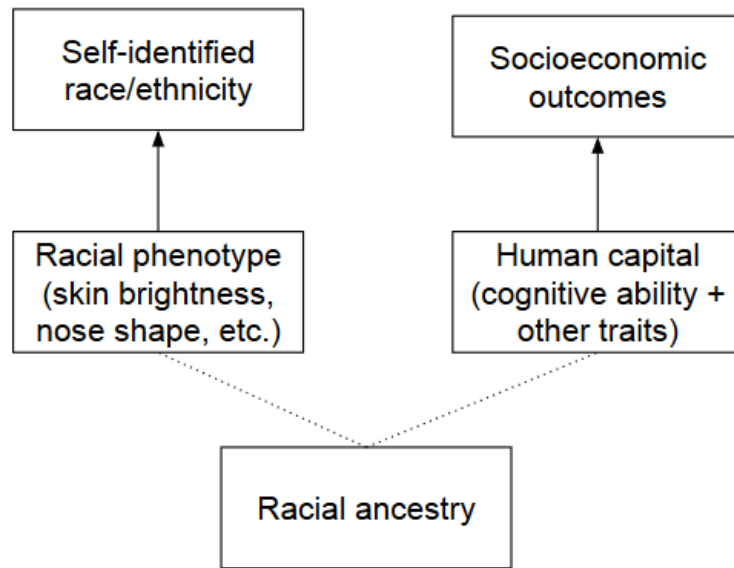 Self-identified
race/ethnicity
Socioeconomic
outcomes
Racial phenotype
(skin brightness,
nose shape, etc.)
Human capital
(cognitive ability +
other traits)
Racial ancestry